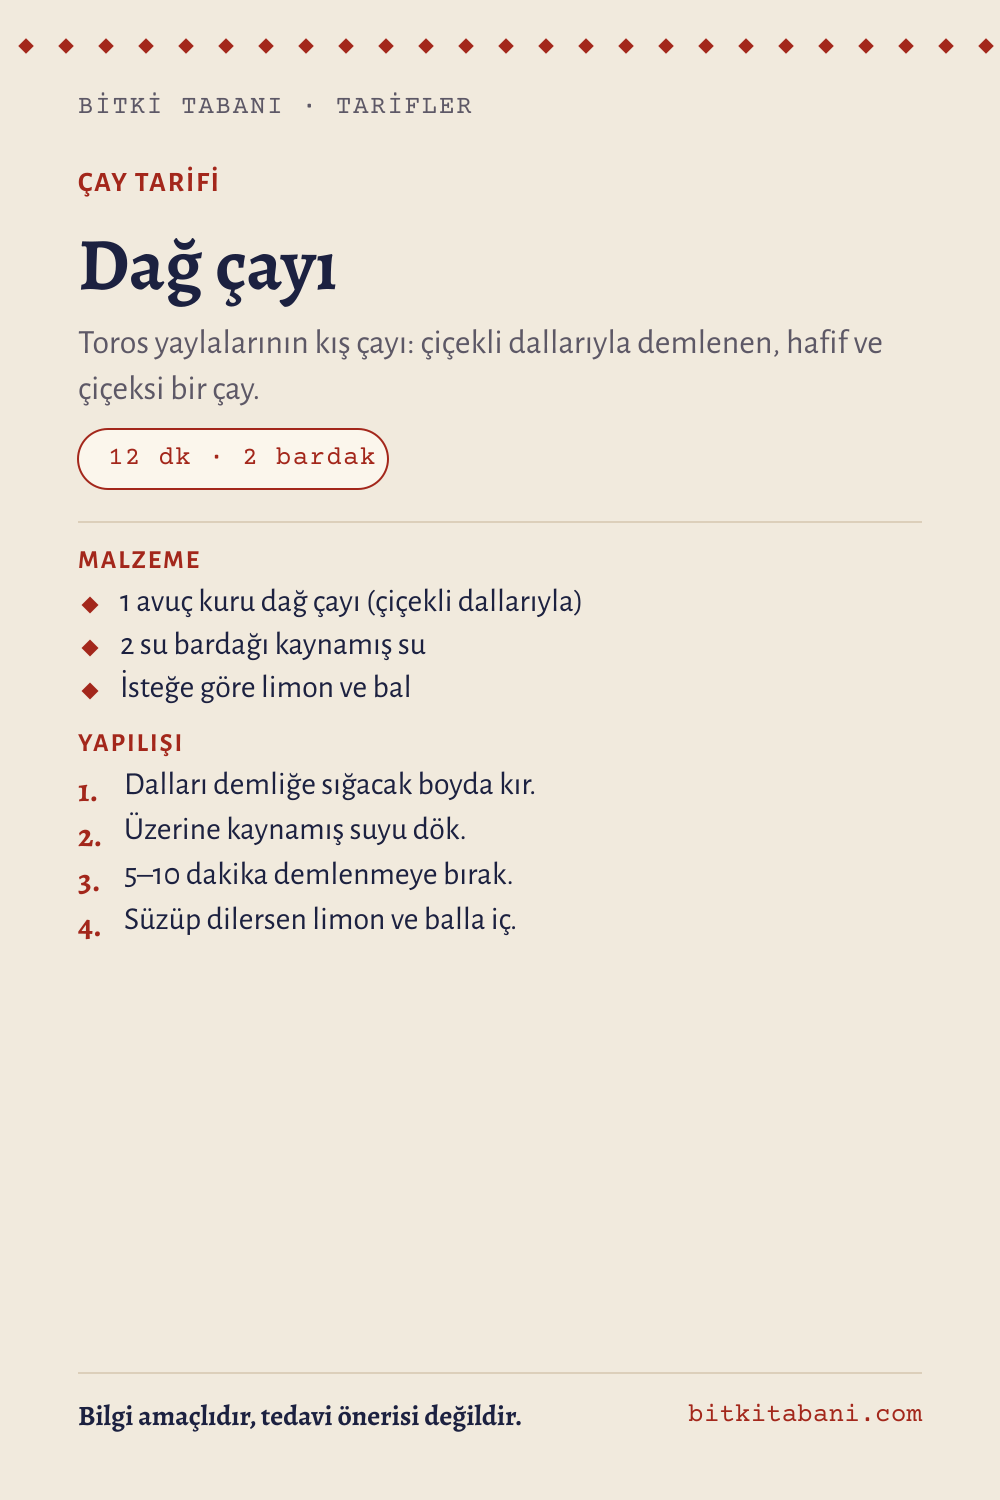 BİTKİ TABANI · TARİFLER
ÇAY TARİFİ
Dağ çayı
Toros yaylalarının kış çayı: çiçekli dallarıyla demlenen, hafif ve
çiçeksi bir çay.
12 dk · 2 bardak
MALZEME
◆ 1 avuç kuru dağ çayı (çiçekli dallarıyla)
◆ 2 su bardağı kaynamış su
◆ İsteğe göre limon ve bal
YAPILIŞI
1. Dalları demliğe sığacak boyda kır.
2. Üzerine kaynamış suyu dök.
3. 5–10 dakika demlenmeye bırak.
4. Süzüp dilersen limon ve balla iç.
Bilgi amaçlıdır, tedavi önerisi değildir.
bitkitabani.com